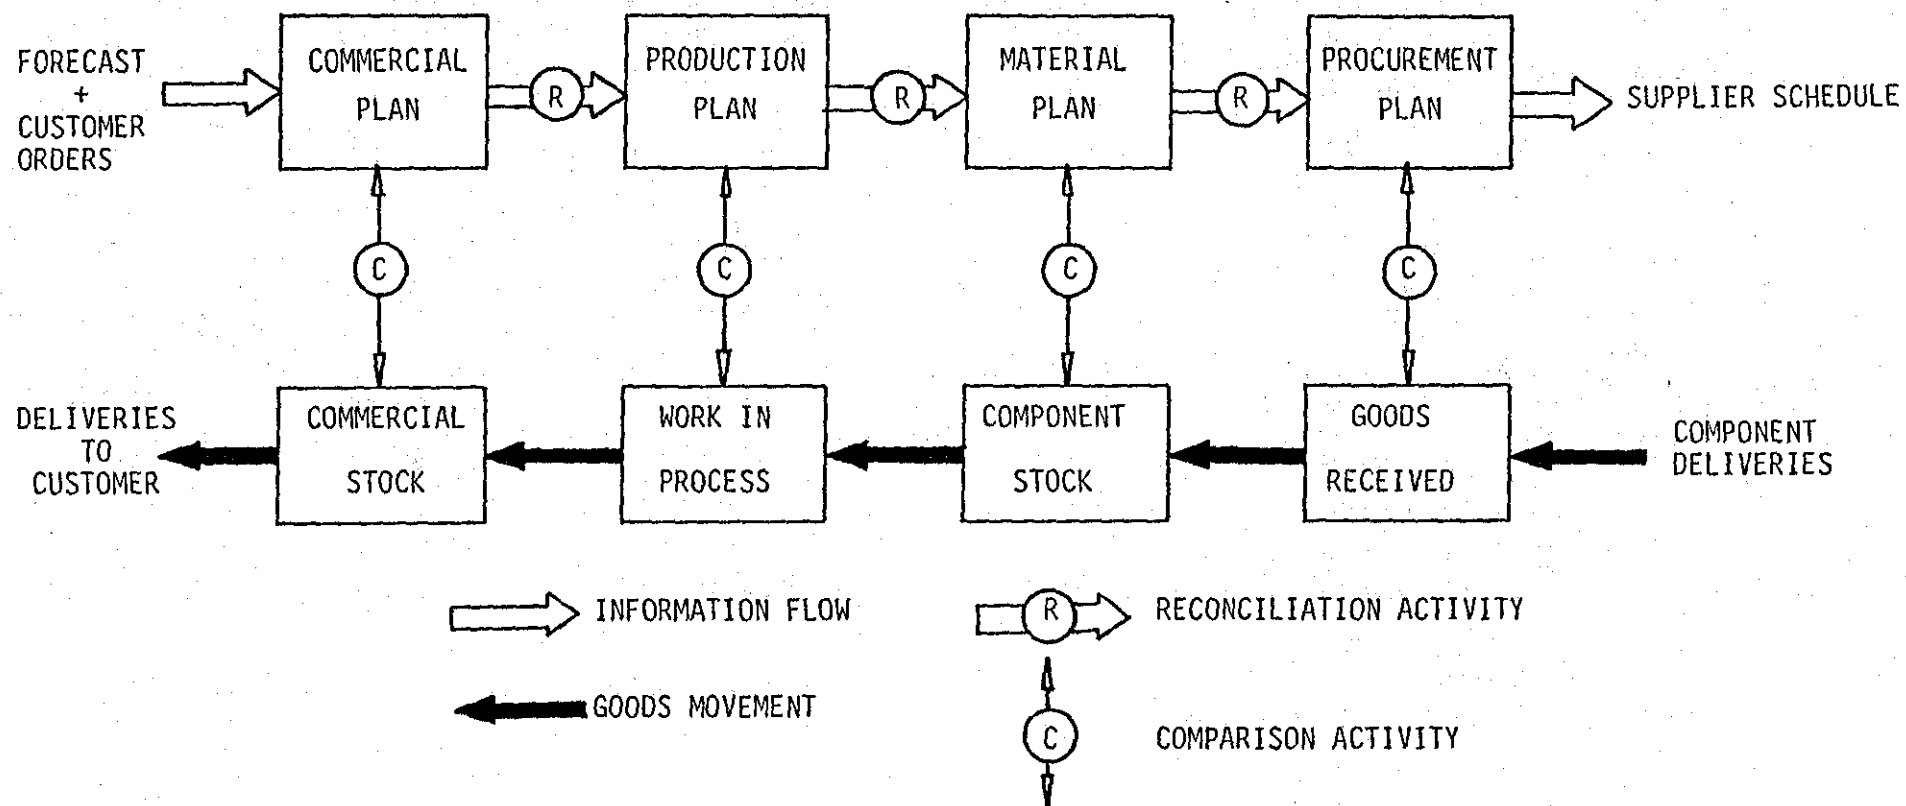 FORECAST
+
CUSTOMER
ORDERS
COMMERCIAL
PLAN
R
PRODUCTION
PLAN
R
MATERIAL
PLAN
R
PROCUREMENT
PLAN
SUPPLIER SCHEDULE
C
C
C
C
DELIVERIES
TO
CUSTOMER
COMMERCIAL
STOCK
WORK IN
PROCESS
COMPONENT
STOCK
GOODS
RECEIVED
COMPONENT
DELIVERIES
INFORMATION FLOW
R
RECONCILIATION ACTIVITY
GOODS MOVEMENT
C
COMPARISON ACTIVITY